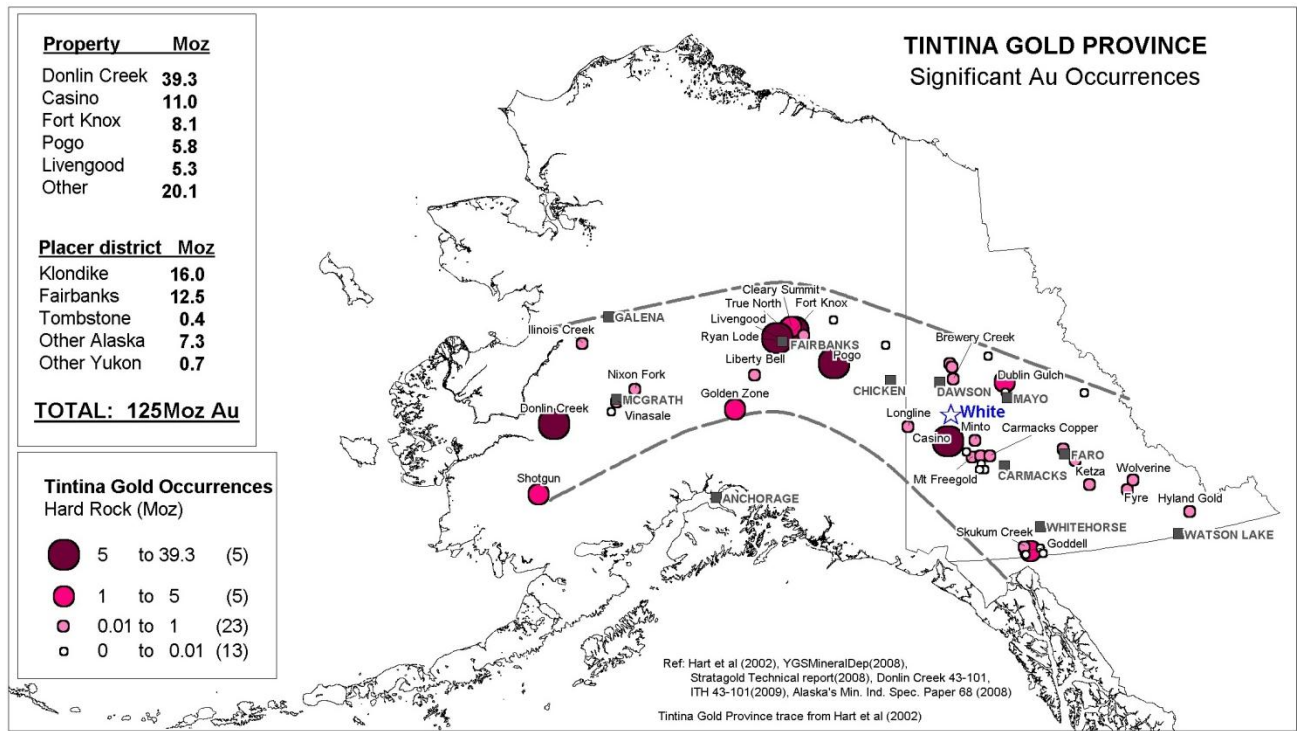 Property Moz
Donlin Creek 39.3
Casino 11.0
Fort Knox 8.1
Pogo 5.8
Livengood 5.3
Other 20.1
Placer district Moz
Klondike 16.0
Fairbanks 12.5
Tombstone 0.4
Other Alaska 7.3
Other Yukon 0.7
TOTAL: 125Moz Au
Tintina Gold Occurrences
Hard Rock (Moz)
5 to 39.3 (5)
1 to 5 (5)
0.01 to 1 (23)
0 to 0.01 (13)
TINTINA GOLD PROVINCE
Significant Au Occurrences
Cleary Summit
True North
Fort Knox
Livengood
Ryan Lode
FAIRBANKS
GALENA
Illinois Creek
Pogo
Liberty Bell
Nixon Fork
MCGRATH
Vinasale
Golden Zone
Donlin Creek
Shotgun
ANCHORAGE
CHICKEN
Brewery Creek
Dublin Gulch
DAWSON
MAYO
White
Longline
Minto
Carmacks Copper
Casino
Mt Freegold
CARMACKS
FARO
Ketza
Wolverine
Fyre
Hyland Gold
WHITEHORSE
Skukum Creek
Goddell
WATSON LAKE
Ref: Hart et al (2002), YGSMineralDep(2008),
Stratagold Technical report(2008), Donlin Creek 43-101,
ITH 43-101(2009), Alaska's Min. Ind. Spec. Paper 68 (2008)
Tintina Gold Province trace from Hart et al (2002)